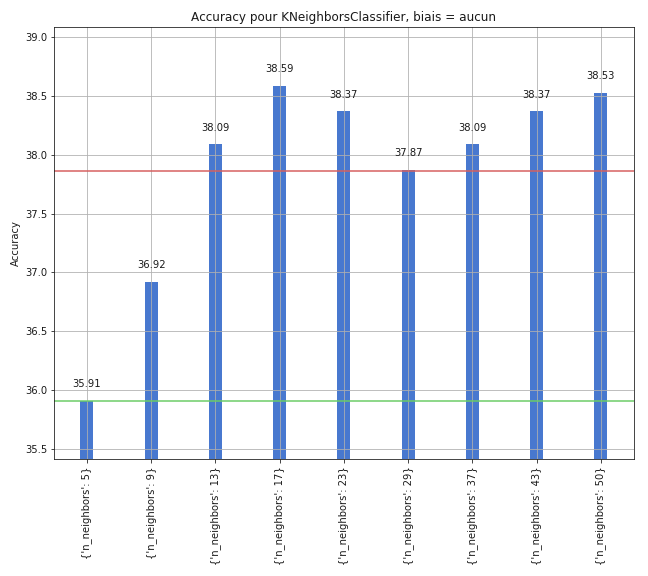 Accuracy pour KNeighborsClassifier, biais = aucun
39.0
38.5
38.0
37.5
37.0
36.5
36.0
35.5
Accuracy
35.91
36.92
38.09
38.59
38.37
37.87
38.09
38.37
38.53
{'n_neighbors': 5}
{'n_neighbors': 9}
{'n_neighbors': 13}
{'n_neighbors': 17}
{'n_neighbors': 23}
{'n_neighbors': 29}
{'n_neighbors': 37}
{'n_neighbors': 43}
{'n_neighbors': 50}